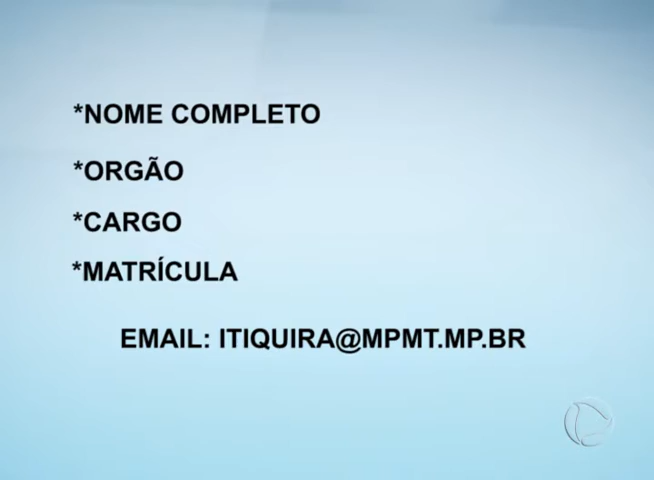 *NOME COMPLETO
*ORGÃO
*CARGO
*MATRÍCULA
EMAIL: ITIQUIRA@MPMT.MP.BR